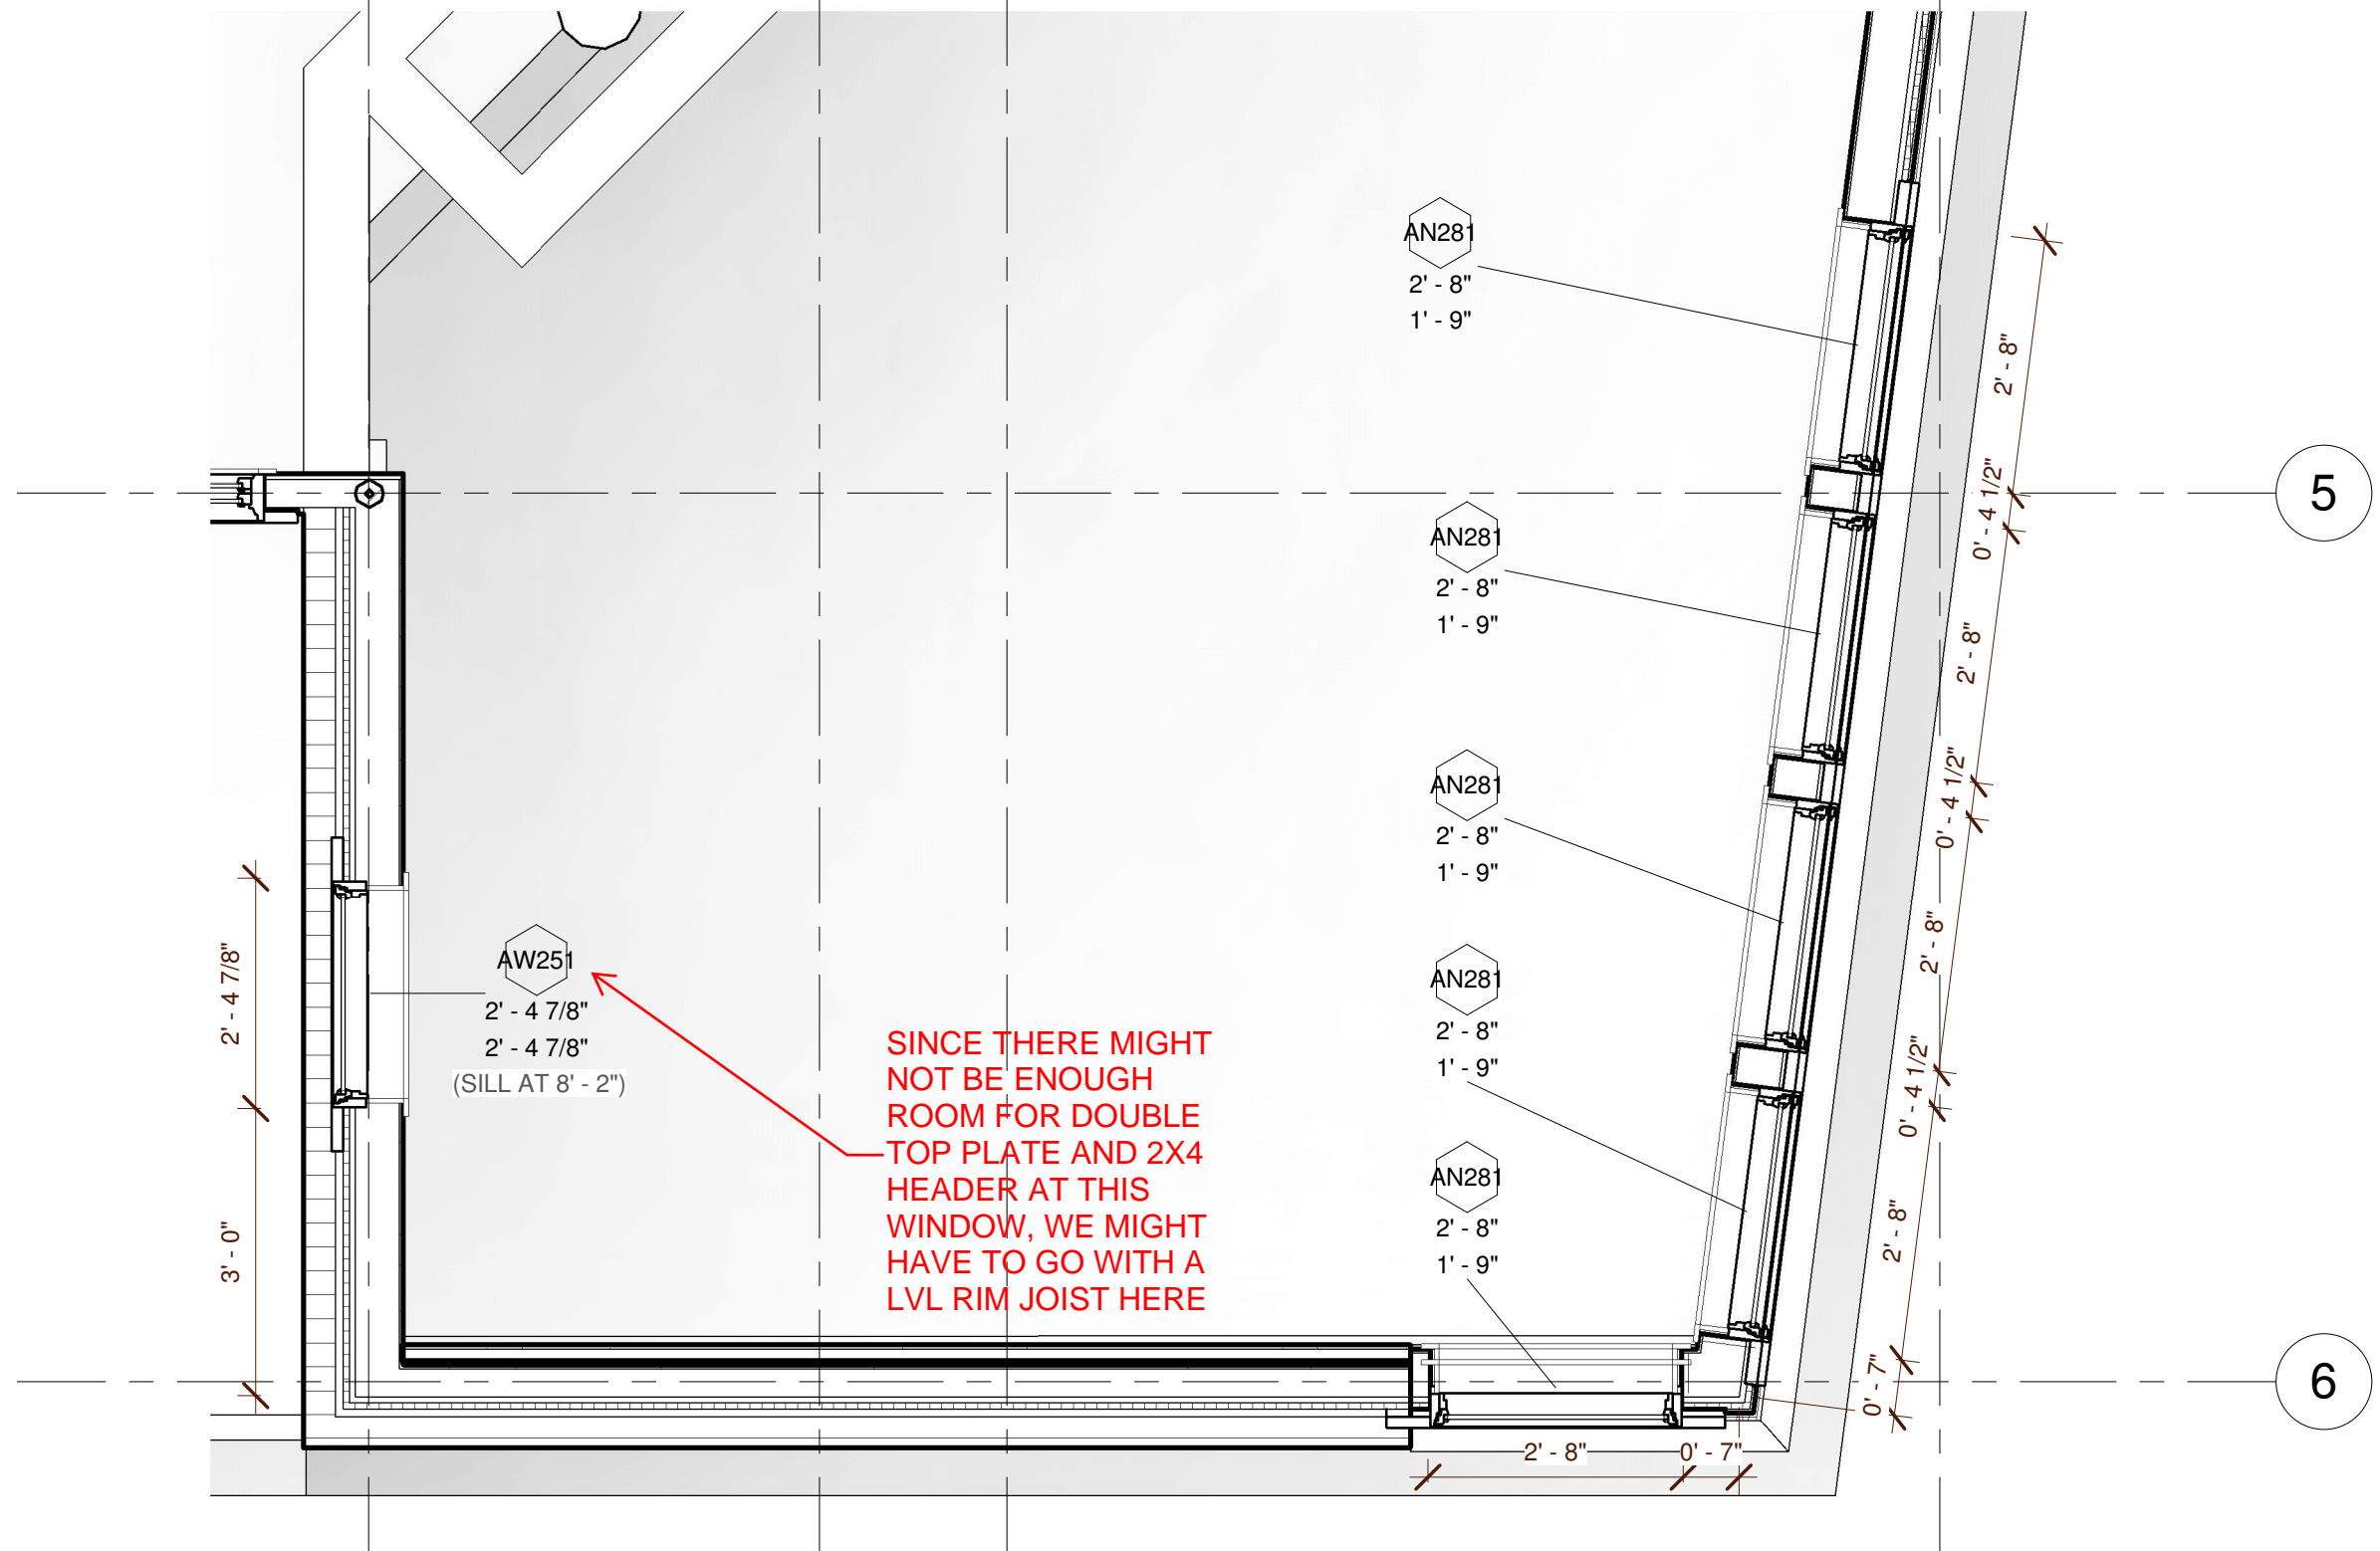 AN281
2' - 8"
1' - 9"
2' - 8"
0' - 4 1/2"
5
AN281
2' - 8"
1' - 9"
2' - 8"
0' - 4 1/2"
AN281
2' - 8"
1' - 9"
2' - 8"
0' - 4 1/2"
AN281
2' - 8"
1' - 9"
2' - 8"
AN281
2' - 8"
1' - 9"
0' - 7"
6
2' - 4 7/8"
3' - 0"
AW251
2' - 4 7/8"
2' - 4 7/8"
(SILL AT 8' - 2")
SINCE THERE MIGHT
NOT BE ENOUGH
ROOM FOR DOUBLE
TOP PLATE AND 2X4
HEADER AT THIS
WINDOW, WE MIGHT
HAVE TO GO WITH A
LVL RIM JOIST HERE
2' - 8"
0' - 7"